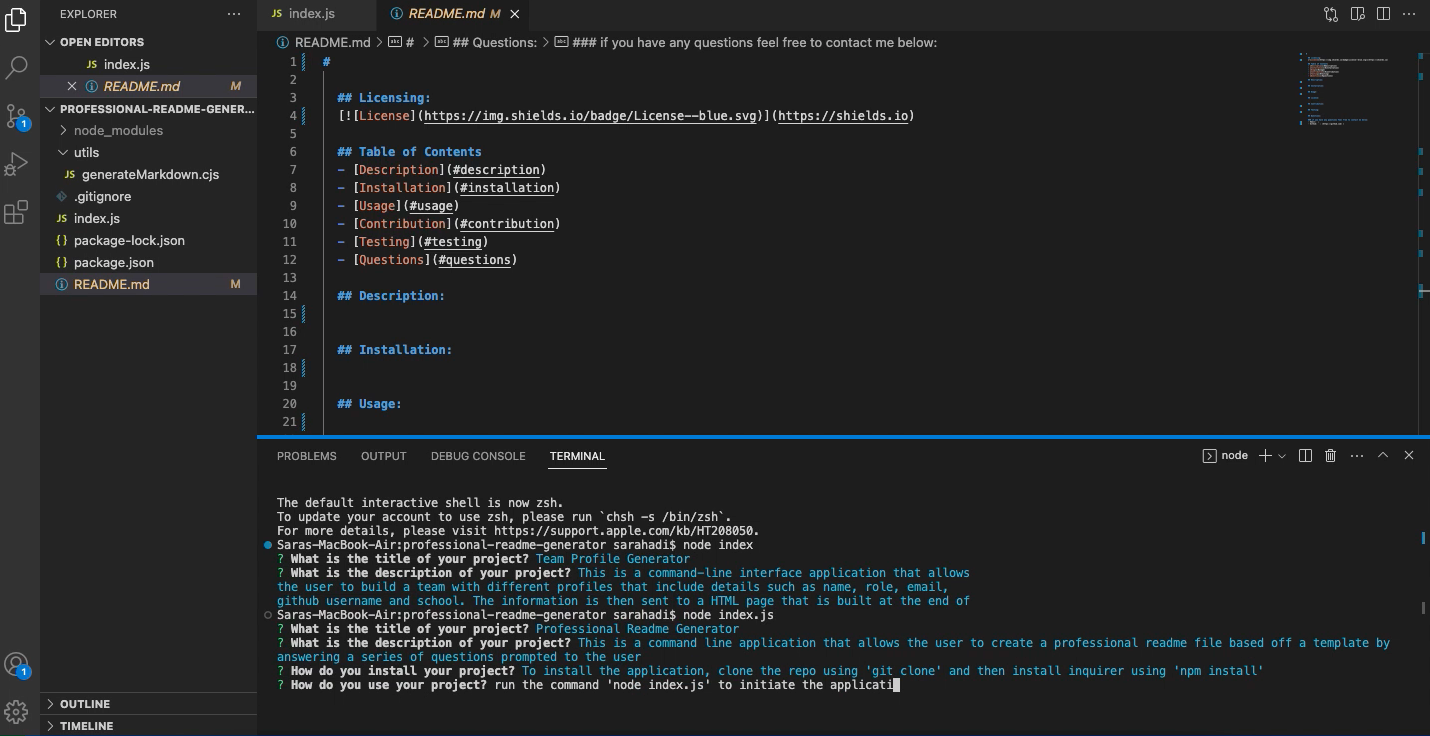 EXPLORER
OPEN EDITORS
JS index.js
README.md M
PROFESSIONAL-README-GENER...
node_modules
utils
JS generateMarkdown.cjs
.gitignore
JS index.js
{} package-lock.json
{} package.json
README.md M
OUTLINE
TIMELINE
1
1
JS index.js
README.md M
README.md > # > ## Questions: > ### if you have any questions feel free to contact me below:
1 #
2
3 ## Licensing:
4 [![License](https://img.shields.io/badge/License--blue.svg)](https://shields.io)
5
6 ## Table of Contents
7 - [Description](#description)
8 - [Installation](#installation)
9 - [Usage](#usage)
10 - [Contribution](#contribution)
11 - [Testing](#testing)
12 - [Questions](#questions)
13
14 ## Description:
15
16
17 ## Installation:
18
19
20 ## Usage:
21
PROBLEMS OUTPUT DEBUG CONSOLE TERMINAL
node
The default interactive shell is now zsh.
To update your account to use zsh, please run `chsh -s /bin/zsh`.
For more details, please visit https://support.apple.com/kb/HT208050.
Saras-MacBook-Air:professional-readme-generator sarahadi$ node index
? What is the title of your project? Team Profile Generator
? What is the description of your project? This is a command-line interface application that allows
the user to build a team with different profiles that include details such as name, role, email,
github username and school. The information is then sent to a HTML page that is built at the end of
Saras-MacBook-Air:professional-readme-generator sarahadi$ node index.js
? What is the title of your project? Professional Readme Generator
? What is the description of your project? This is a command line application that allows the user to create a professional readme file based off a template by
answering a series of questions prompted to the user
? How do you install your project? To install the application, clone the repo using 'git clone' and then install inquirer using 'npm install'
? How do you use your project? run the command 'node index.js' to initiate the applicati